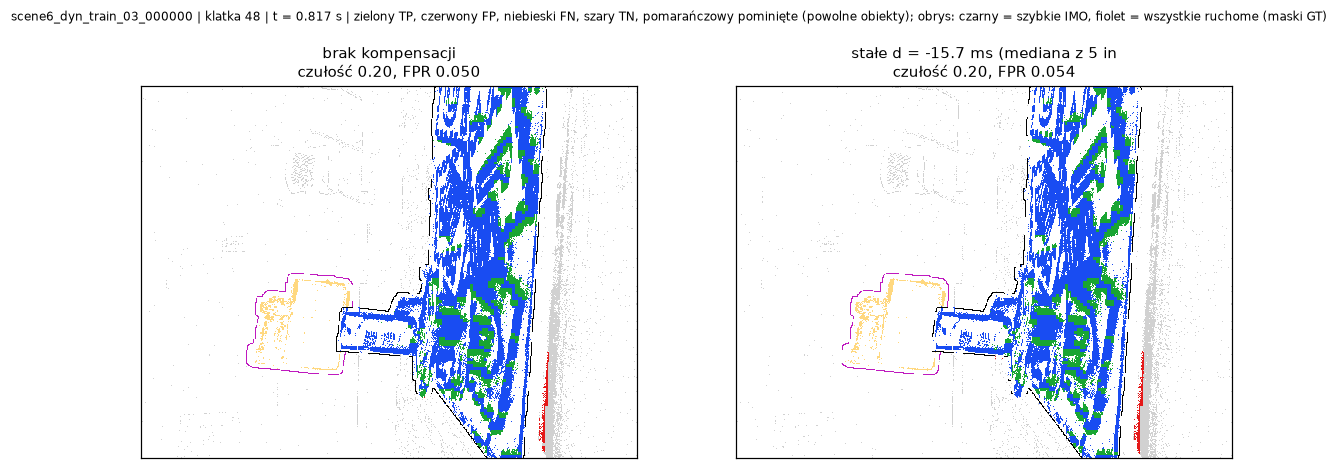 scene6_dyn_train_03_000000 | klatka 48 | t = 0.817 s | zielony TP, czerwony FP, niebieski FN, szary TN, pomarańczowy pominięte (powolne obiekty); obrys: czarny = szybkie IMO, fiolet = wszystkie ruchome (maski GT)
brak kompensacji
czułość 0.20, FPR 0.050
stałe d = -15.7 ms (mediana z 5 in
czułość 0.20, FPR 0.054